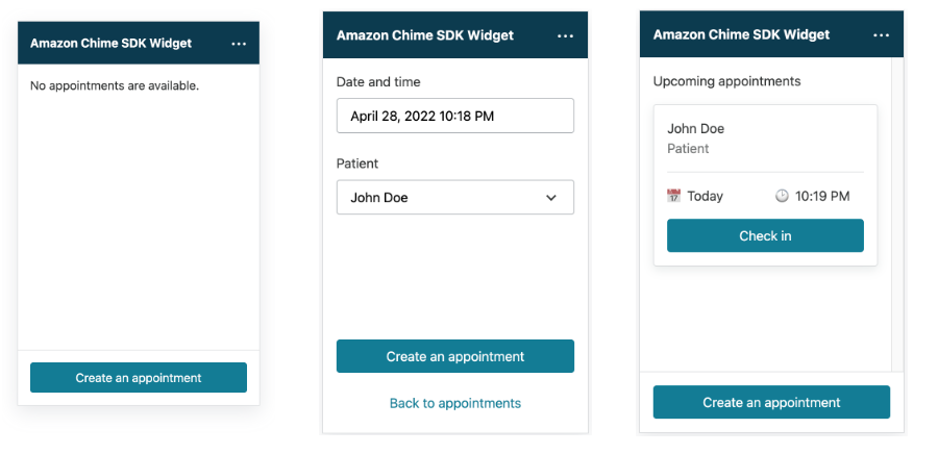 Amazon Chime SDK Widget ...
No appointments are available.
Create an appointment
Amazon Chime SDK Widget ...
Date and time
April 28, 2022 10:18 PM
Patient
John Doe
Create an appointment
Back to appointments
Amazon Chime SDK Widget ...
Upcoming appointments
John Doe
Patient
17 Today 10:19 PM
Check in
Create an appointment